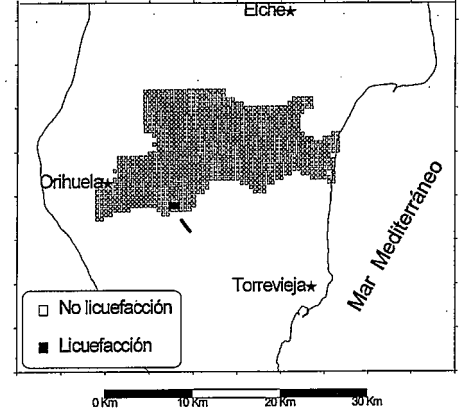 Elche
Orihuela
Mar Mediterráneo
Torrevieja
No licuefacción
Licuefacción
0 Km 10 Km 20 Km 30 Km